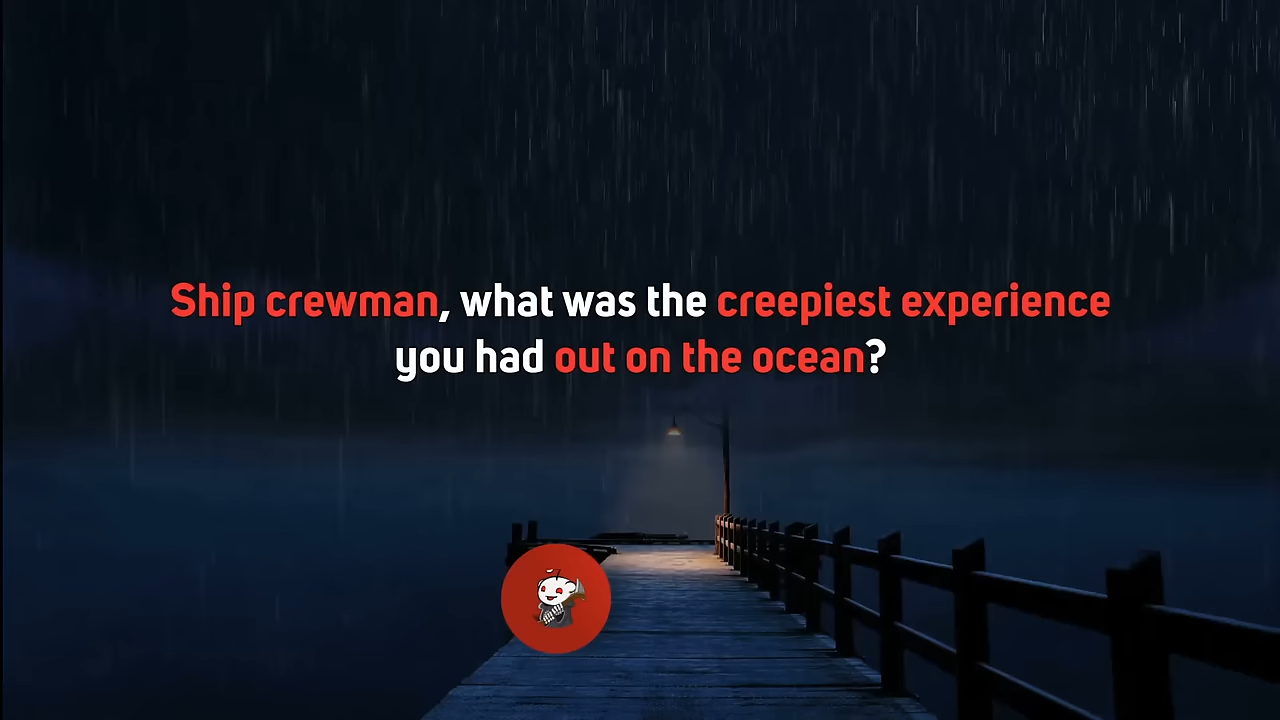 Ship crewman, what was the creepiest experience
you had out on the ocean?